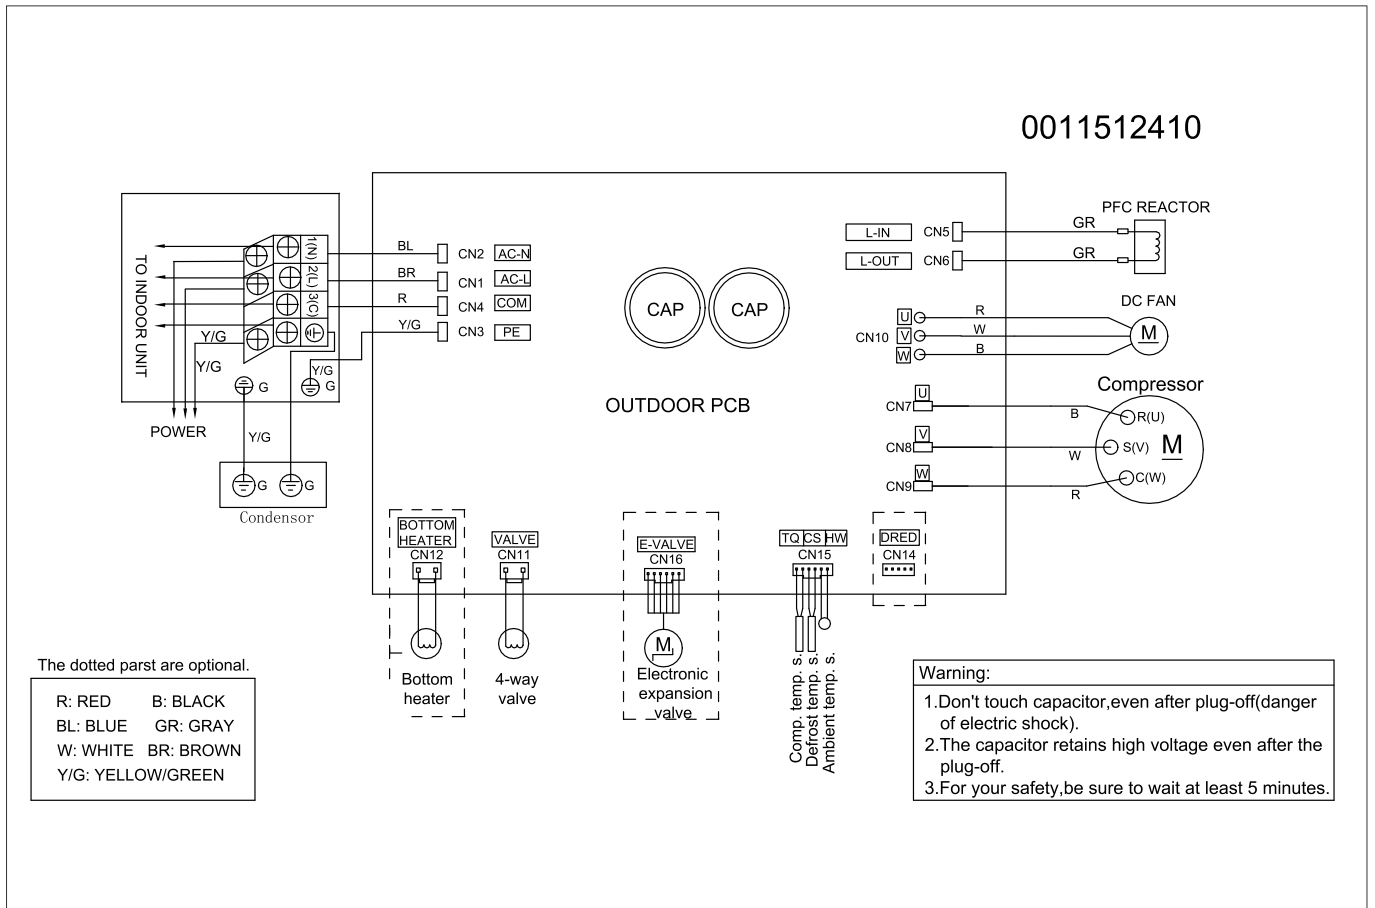 0011512410
PFC REACTOR
GR
GR
L-IN
CN5
L-OUT
CN6
DC FAN
R
W
B
U
CN10 V
W
M
Compressor
U
CN7
B
R(U)
V
CN8
W
S(V)
M
W
CN9
R
C(W)
TO INDOOR UNIT
1(N)
2(L)
3(C)
BL
CN2 AC-N
BR
CN1 AC-L
R
CN4 COM
Y/G
CN3 PE
Y/G
Y/G
Y/G
G
G
POWER
Y/G
G
G
Condensor
CAP
CAP
OUTDOOR PCB
BOTTOM
HEATER
CN12
VALVE
CN11
E-VALVE
CN16
TQ CS HW
CN15
DRED
CN14
Bottom
heater
4-way
valve
M
Electronic
expansion
valve
Comp. temp. s.
Defrost temp. s.
Ambient temp. s.
The dotted parst are optional.
R: RED B: BLACK
BL: BLUE GR: GRAY
W: WHITE BR: BROWN
Y/G: YELLOW/GREEN
Warning:
1.Don't touch capacitor,even after plug-off(danger
of electric shock).
2.The capacitor retains high voltage even after the
plug-off.
3.For your safety,be sure to wait at least 5 minutes.